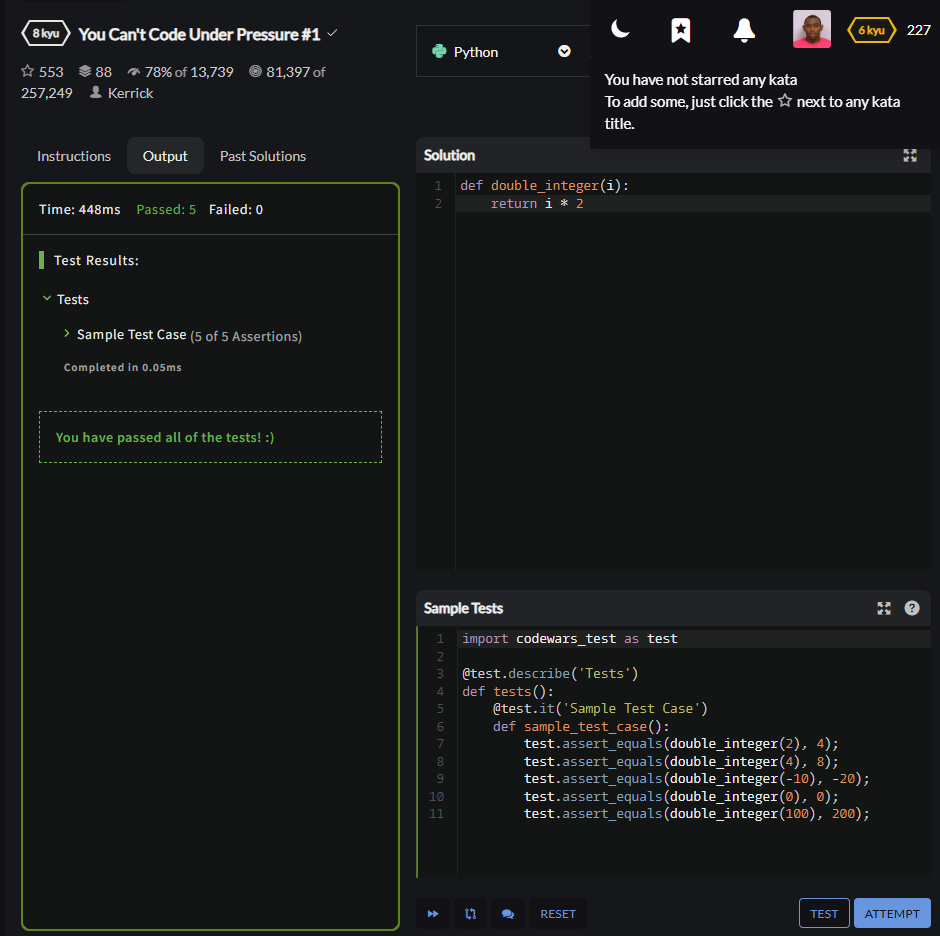 8 kyu You Can't Code Under Pressure #1
553 88 78% of 13,739 81,397 of
257,249 Kerrick
Python
6 kyu 227
You have not starred any kata
To add some, just click the ☆ next to any kata
title.
Instructions Output Past Solutions
Time: 448ms Passed: 5 Failed: 0
Test Results:
Tests
Sample Test Case (5 of 5 Assertions)
Completed in 0.05ms
You have passed all of the tests! :)
Solution
1 def double_integer(i):
2     return i * 2
Sample Tests
?
1 import codewars_test as test
2
3 @test.describe('Tests')
4 def tests():
5     @test.it('Sample Test Case')
6     def sample_test_case():
7         test.assert_equals(double_integer(2), 4);
8         test.assert_equals(double_integer(4), 8);
9         test.assert_equals(double_integer(-10), -20);
10         test.assert_equals(double_integer(0), 0);
11         test.assert_equals(double_integer(100), 200);
RESET TEST ATTEMPT